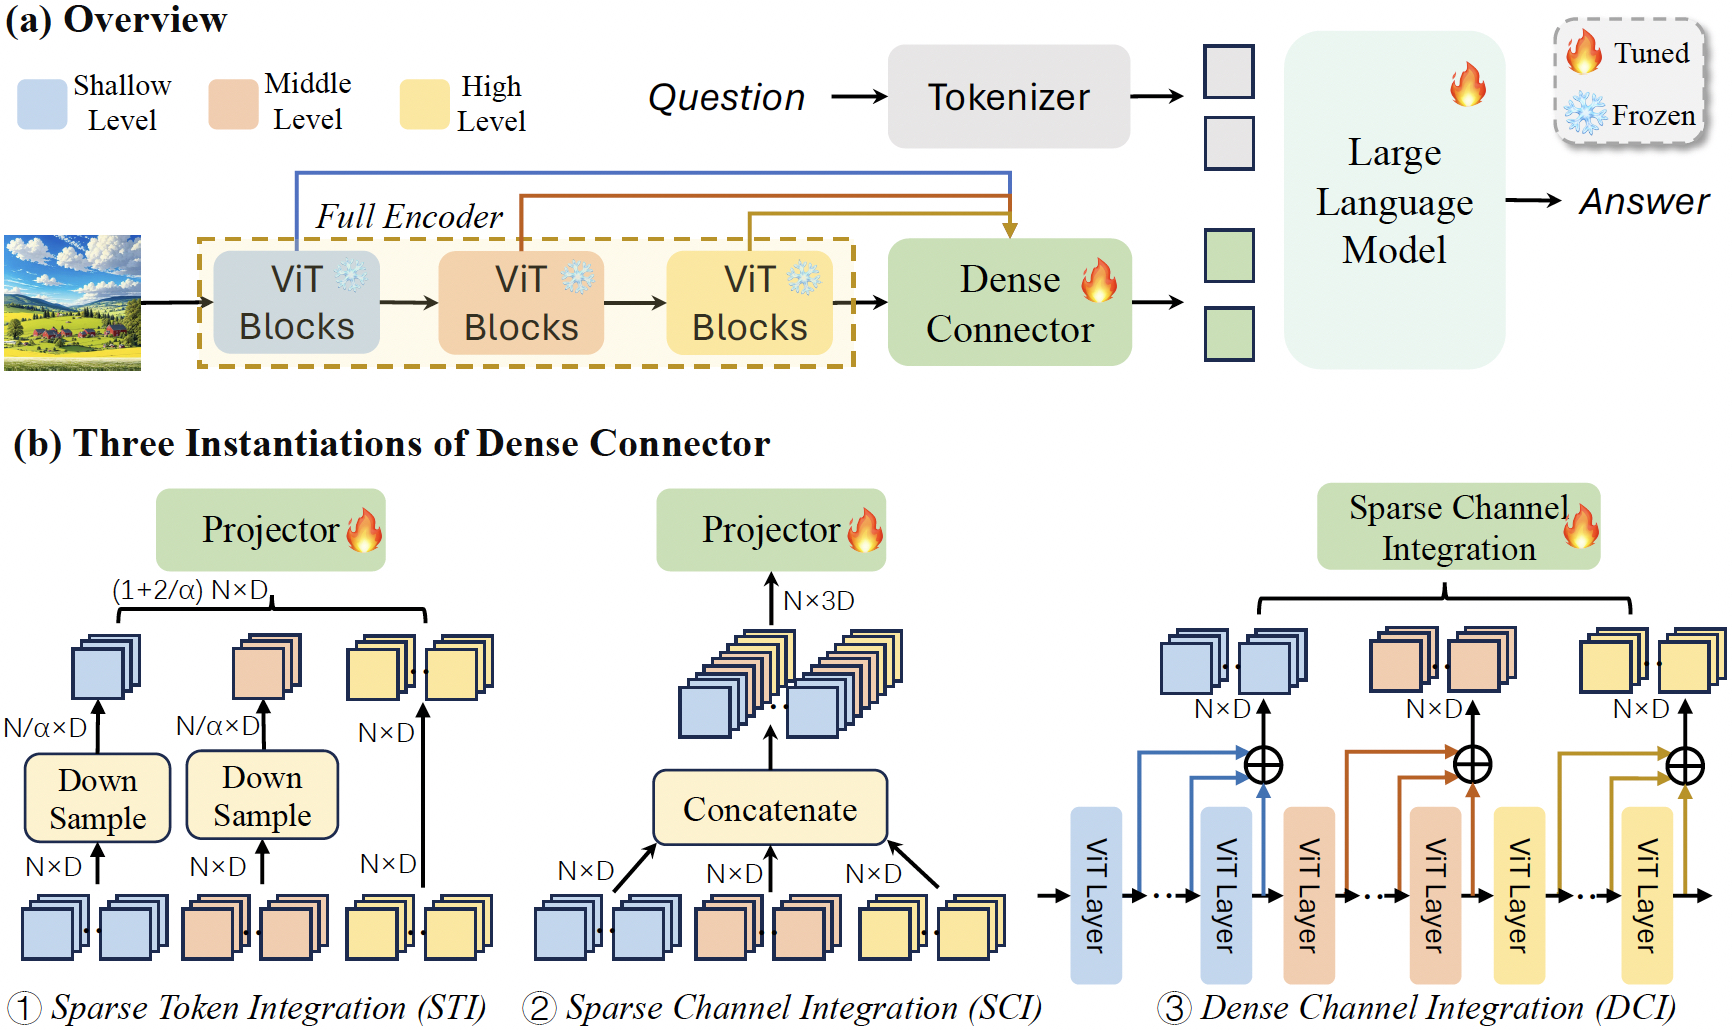 (a) Overview
Shallow
Level
Middle
Level
High
Level
Question
Tokenizer
Large
Language
Model
Tuned
Frozen
Answer
Full Encoder
ViT
Blocks
ViT
Blocks
ViT
Blocks
Dense
Connector
(b) Three Instantiations of Dense Connector
Projector
(1+2/α) N×D
N/α×D
N/α×D
N×D
Down
Sample
Down
Sample
N×D
N×D
N×D
① Sparse Token Integration (STI)
Projector
N×3D
Concatenate
N×D
N×D
N×D
② Sparse Channel Integration (SCI)
Sparse Channel
Integration
N×D
N×D
N×D
ViT Layer
ViT Layer
ViT Layer
ViT Layer
ViT Layer
ViT Layer
③ Dense Channel Integration (DCI)